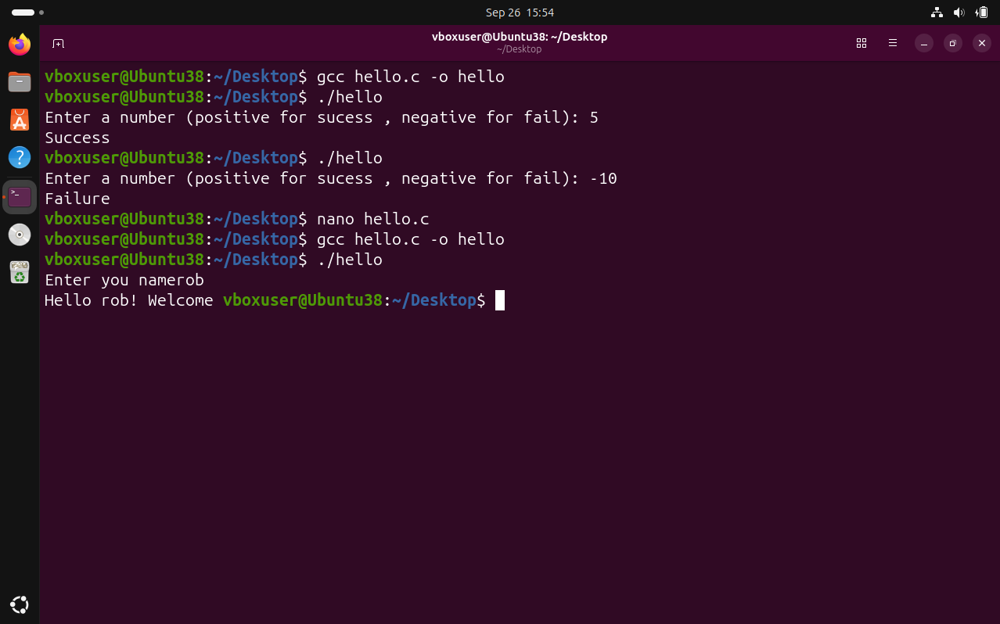 Sep 26 15:54
vboxuser@Ubuntu38: ~/Desktop
~/Desktop
vboxuser@Ubuntu38:~/Desktop$ gcc hello.c -o hello
vboxuser@Ubuntu38:~/Desktop$ ./hello
Enter a number (positive for sucess , negative for fail): 5
Success
vboxuser@Ubuntu38:~/Desktop$ ./hello
Enter a number (positive for sucess , negative for fail): -10
Failure
vboxuser@Ubuntu38:~/Desktop$ nano hello.c
vboxuser@Ubuntu38:~/Desktop$ gcc hello.c -o hello
vboxuser@Ubuntu38:~/Desktop$ ./hello
Enter you namerob
Hello rob! Welcome vboxuser@Ubuntu38:~/Desktop$